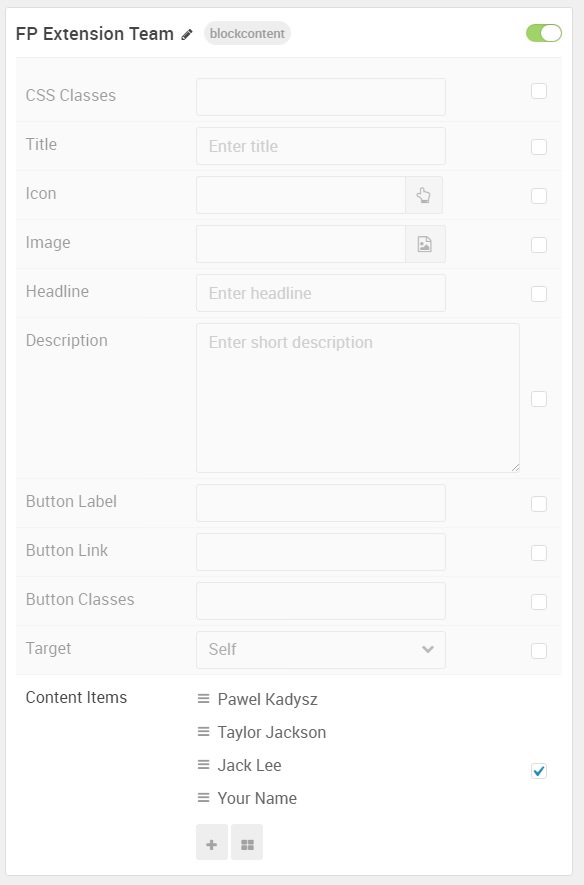 FP Extension Team blockcontent
CSS Classes
Title Enter title
Icon
Image
Headline Enter headline
Description Enter short description
Button Label
Button Link
Button Classes
Target Self
Content Items Pawel Kadysz
Taylor Jackson
Jack Lee
Your Name